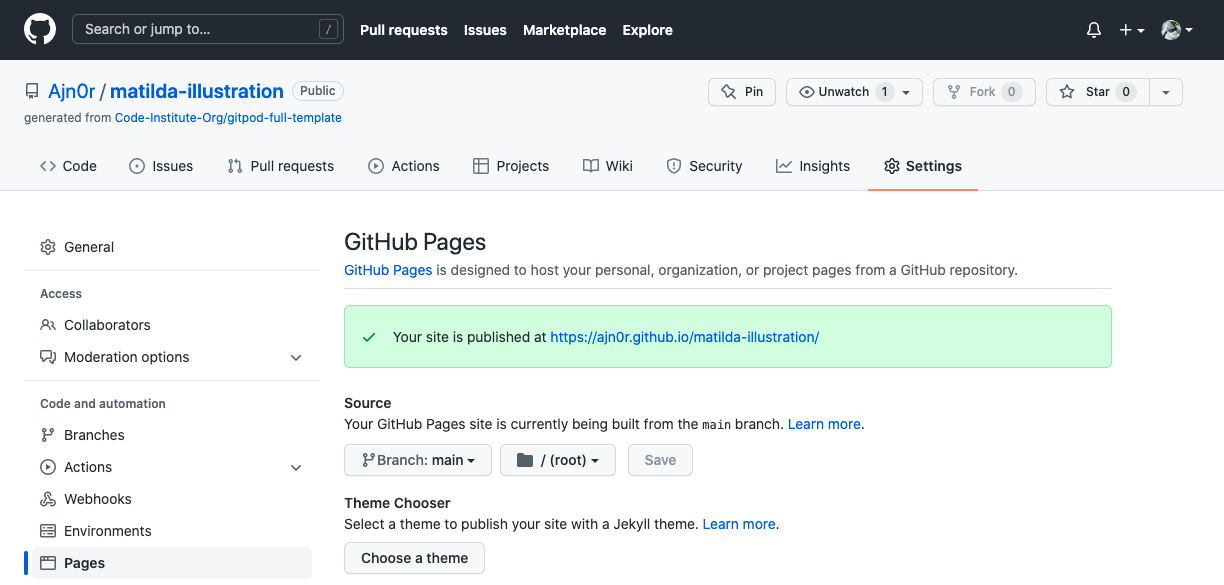 Search or jump to… / Pull requests Issues Marketplace Explore
Ajn0r / matilda-illustration Public Pin Unwatch 1 Fork 0 Star 0
generated from Code-Institute-Org/gitpod-full-template
Code Issues Pull requests Actions Projects Wiki Security Insights Settings
General
Access
Collaborators
Moderation options
Code and automation
Branches
Actions
Webhooks
Environments
Pages
GitHub Pages
GitHub Pages is designed to host your personal, organization, or project pages from a GitHub repository.
Your site is published at https://ajn0r.github.io/matilda-illustration/
Source
Your GitHub Pages site is currently being built from the main branch. Learn more.
Branch: main / (root) Save
Theme Chooser
Select a theme to publish your site with a Jekyll theme. Learn more.
Choose a theme